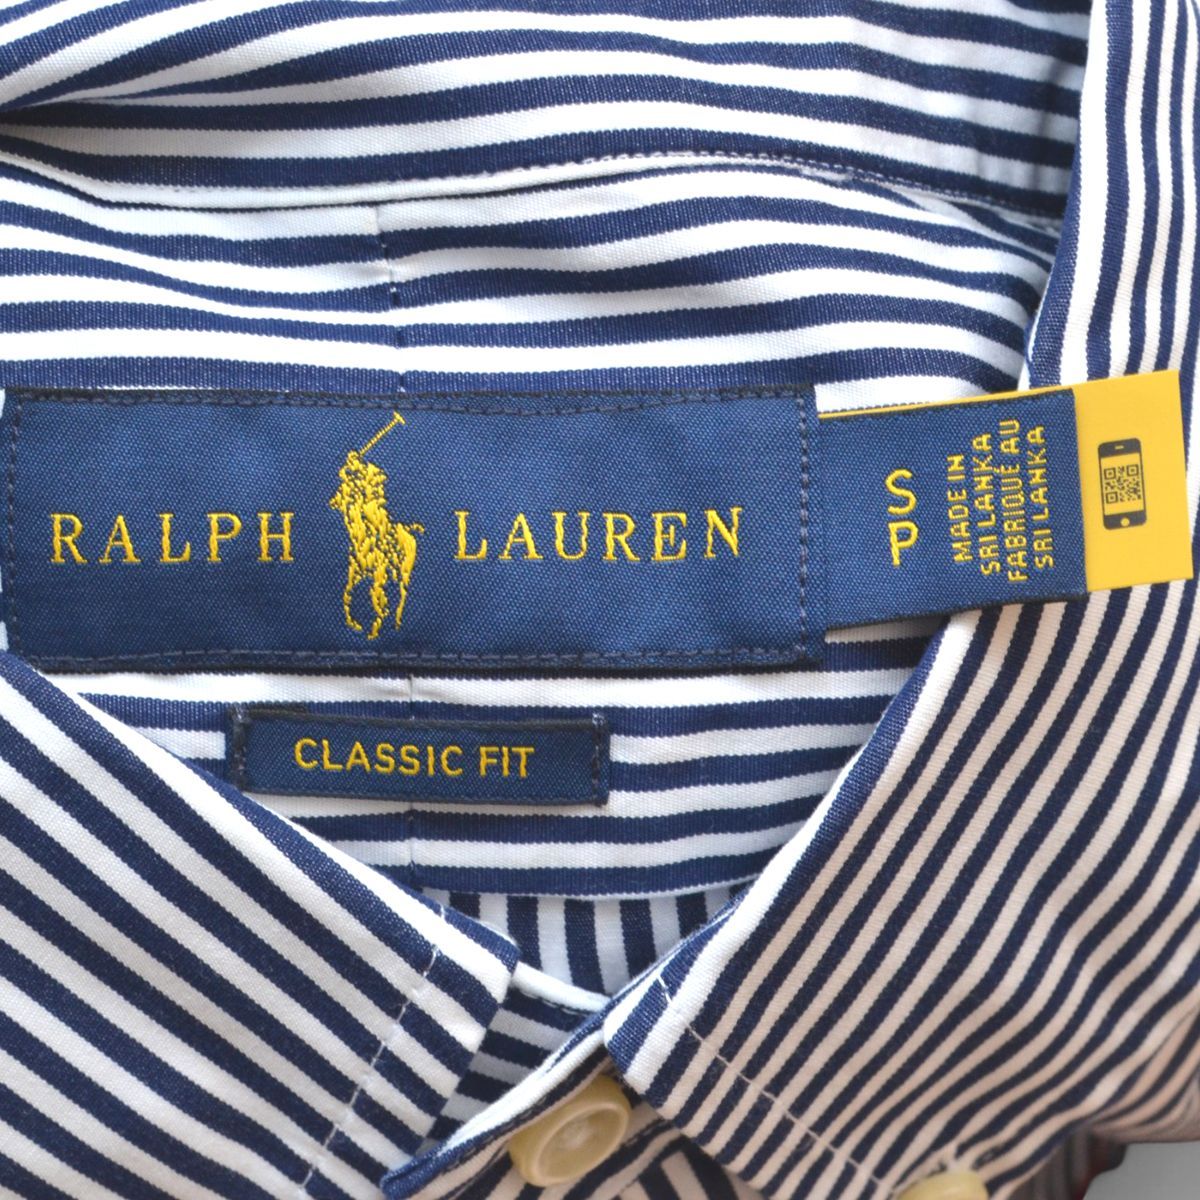 RALPH LAUREN
S
P
MADE IN
SRI LANKA
FABRIQUÉ AU
SRI LANKA
CLASSIC FIT